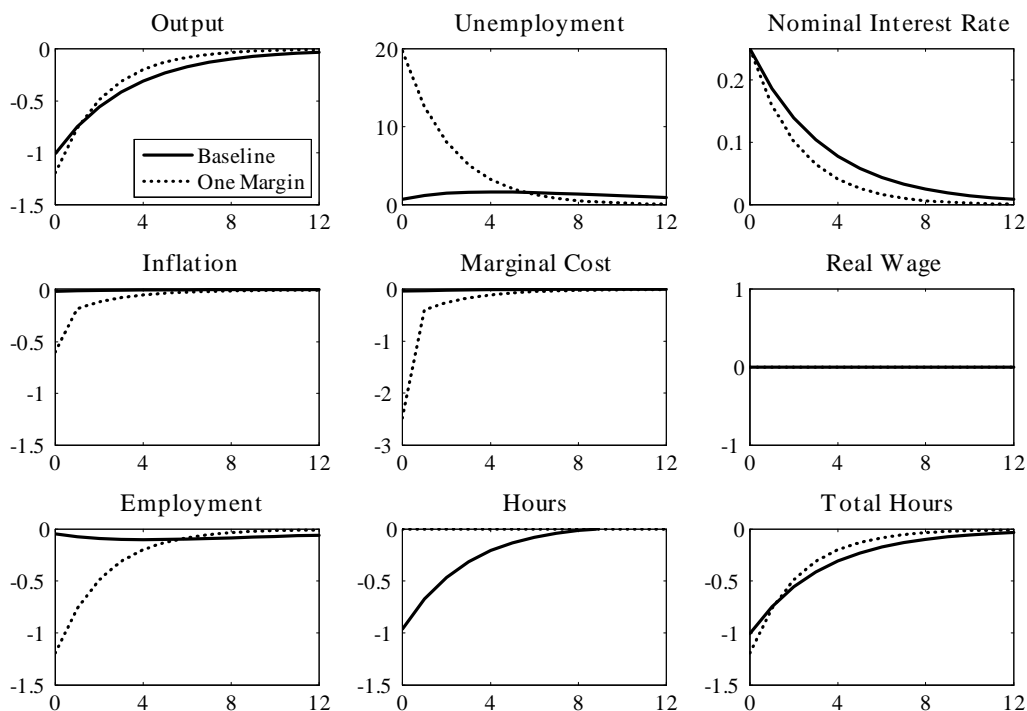 Output Unemployment Nominal Interest Rate
0 20 0.2
-0.5 10 0.1
-1
-1.5 0 0
Baseline
One Margin
0 4 8 12 0 4 8 12 0 4 8 12
Inflation Marginal Cost Real Wage
0 0 1
-0.5 -1 0
-1 -2
-1.5 -3 -1
0 4 8 12 0 4 8 12 0 4 8 12
Employment Hours Total Hours
0 0 0
-0.5 -0.5 -0.5
-1 -1 -1
-1.5 -1.5 -1.5
0 4 8 12 0 4 8 12 0 4 8 12